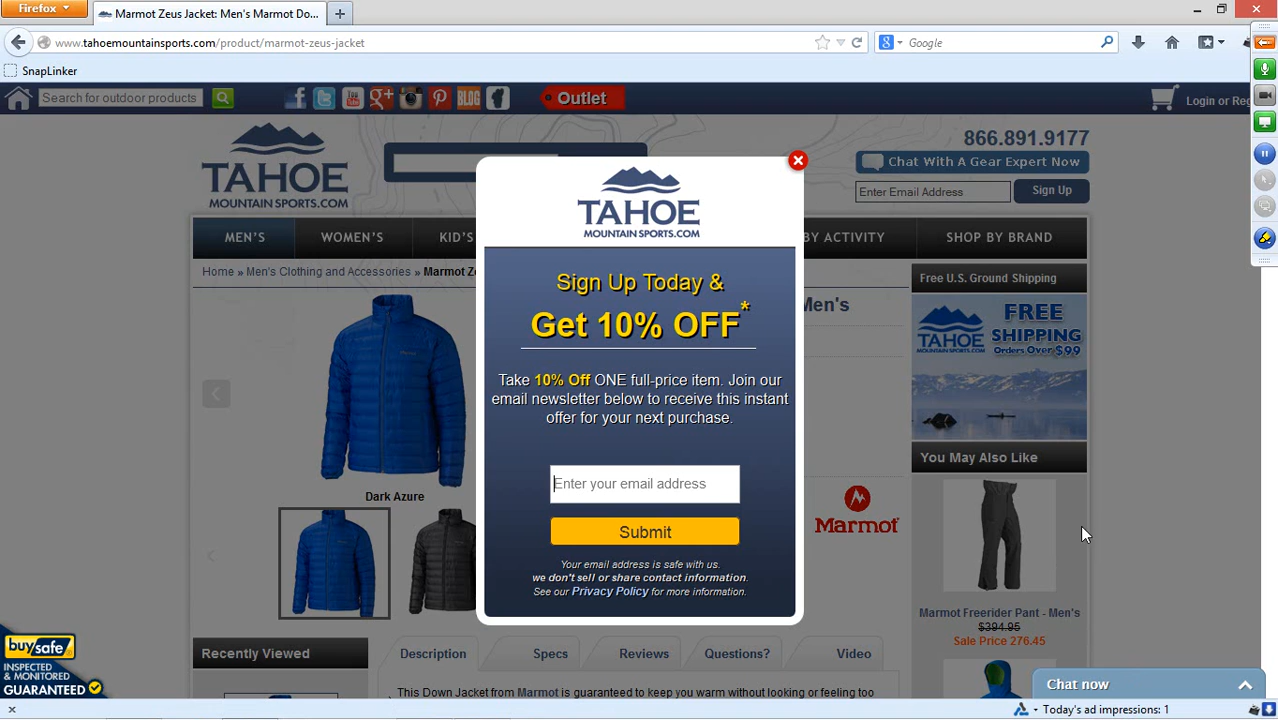 Firefox
Marmot Zeus Jacket: Men's Marmot Do...
www.tahoemountainsports.com/product/marmot-zeus-jacket
Google
SnapLinker
Search for outdoor products
BLOG
Outlet
Login or Reg
TAHOE
MOUNTAINSPORTS.COM
866.891.9177
Chat With A Gear Expert Now
Enter Email Address
Sign Up
MEN'S
WOMEN'S
KID'S
BY ACTIVITY
SHOP BY BRAND
Home » Men's Clothing and Accessories » Marmot Ze
Men's
Dark Azure
Marmot
TAHOE
MOUNTAINSPORTS.COM
Sign Up Today &
Get 10% OFF*
Take 10% Off ONE full-price item. Join our
email newsletter below to receive this instant
offer for your next purchase.
Enter your email address
Submit
Your email address is safe with us.
we don't sell or share contact information.
See our Privacy Policy for more information.
Free U.S. Ground Shipping
TAHOE
MOUNTAINSPORTS.COM
FREE
SHIPPING
Orders Over $99
You May Also Like
Marmot Freerider Pant - Men's
$394.95
Sale Price 276.45
Recently Viewed
Description
Specs
Reviews
Questions?
Video
This Down Jacket from Marmot is guaranteed to keep you warm without looking or feeling too
buySAFE
INSPECTED
& MONITORED
GUARANTEED
Chat now
Today's ad impressions: 1